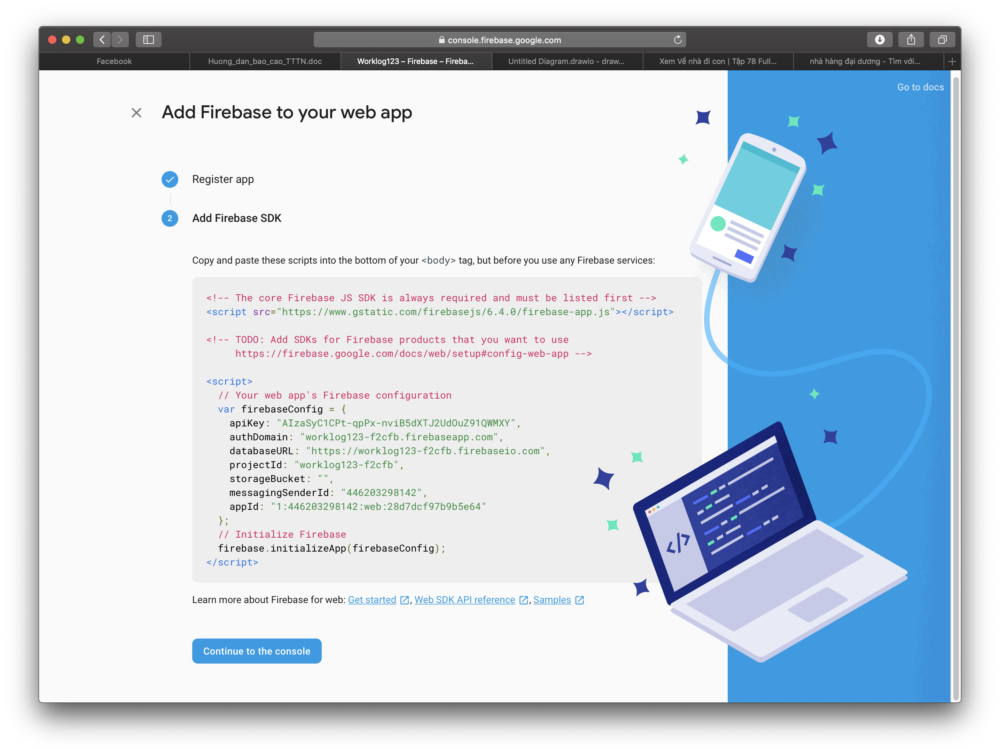 console.firebase.google.com
Facebook
Huong_dan_bao_cao_TTTN.doc
Worklog123 – Firebase – Fireba...
Untitled Diagram.drawio - draw...
Xem Về nhà đi con | Tập 78 Full...
nhà hàng đại dương - Tìm với...
Go to docs
Add Firebase to your web app
Register app
2
Add Firebase SDK
Copy and paste these scripts into the bottom of your <body> tag, but before you use any Firebase services:
<!-- The core Firebase JS SDK is always required and must be listed first -->
<script src="https://www.gstatic.com/firebasejs/6.4.0/firebase-app.js"></script>
<!-- TODO: Add SDKs for Firebase products that you want to use
https://firebase.google.com/docs/web/setup#config-web-app -->
<script>
// Your web app's Firebase configuration
var firebaseConfig = {
apiKey: "AIzaSyC1CPt-qpPx-nviB5dXTJ2UdOuZ91QWMXY",
authDomain: "worklog123-f2cfb.firebaseapp.com",
databaseURL: "https://worklog123-f2cfb.firebaseio.com",
projectId: "worklog123-f2cfb",
storageBucket: "",
messagingSenderId: "446203298142",
appId: "1:446203298142:web:28d7dcf97b9b5e64"
};
// Initialize Firebase
firebase.initializeApp(firebaseConfig);
</script>
</>
Learn more about Firebase for web: Get started, Web SDK API reference, Samples
Continue to the console